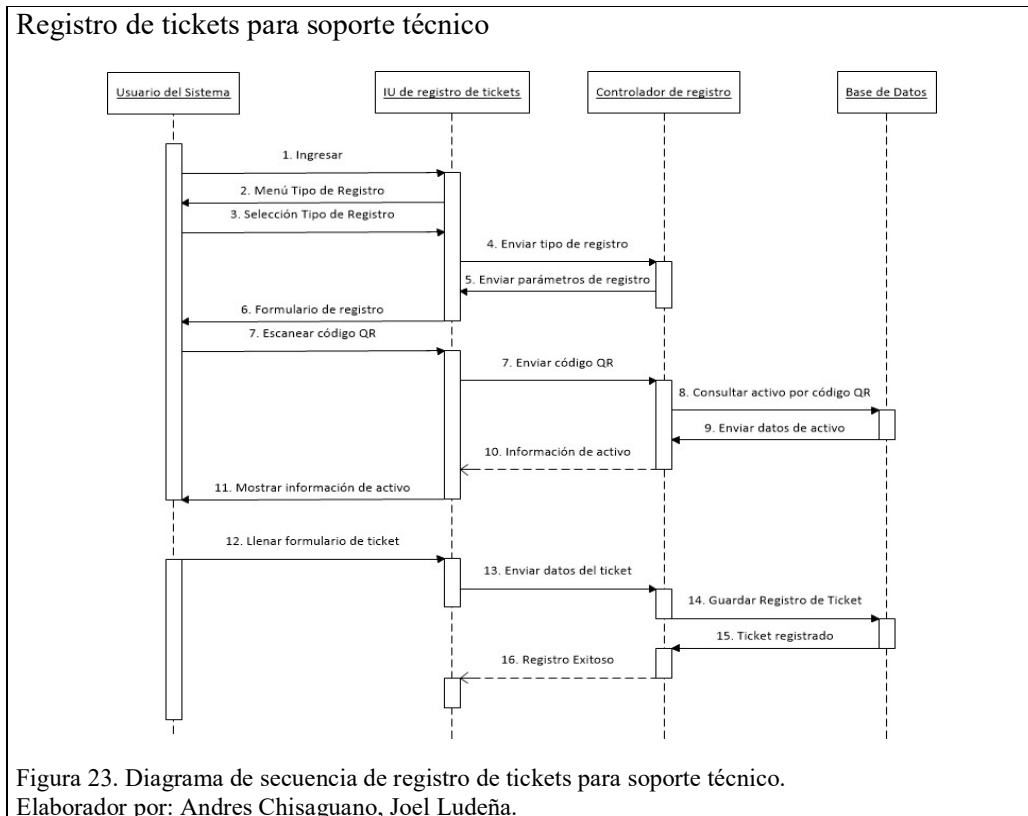 Registro de tickets para soporte técnico
Usuario del Sistema
IU de registro de tickets
Controlador de registro
Base de Datos
1. Ingresar
2. Menú Tipo de Registro
3. Selección Tipo de Registro
4. Enviar tipo de registro
5. Enviar parámetros de registro
6. Formulario de registro
7. Escanear código QR
7. Enviar código QR
8. Consultar activo por código QR
9. Enviar datos de activo
10. Información de activo
11. Mostrar información de activo
12. Llenar formulario de ticket
13. Enviar datos del ticket
14. Guardar Registro de Ticket
15. Ticket registrado
16. Registro Exitoso
Figura 23. Diagrama de secuencia de registro de tickets para soporte técnico.
Elaborador por: Andres Chisaguano, Joel Ludeña.